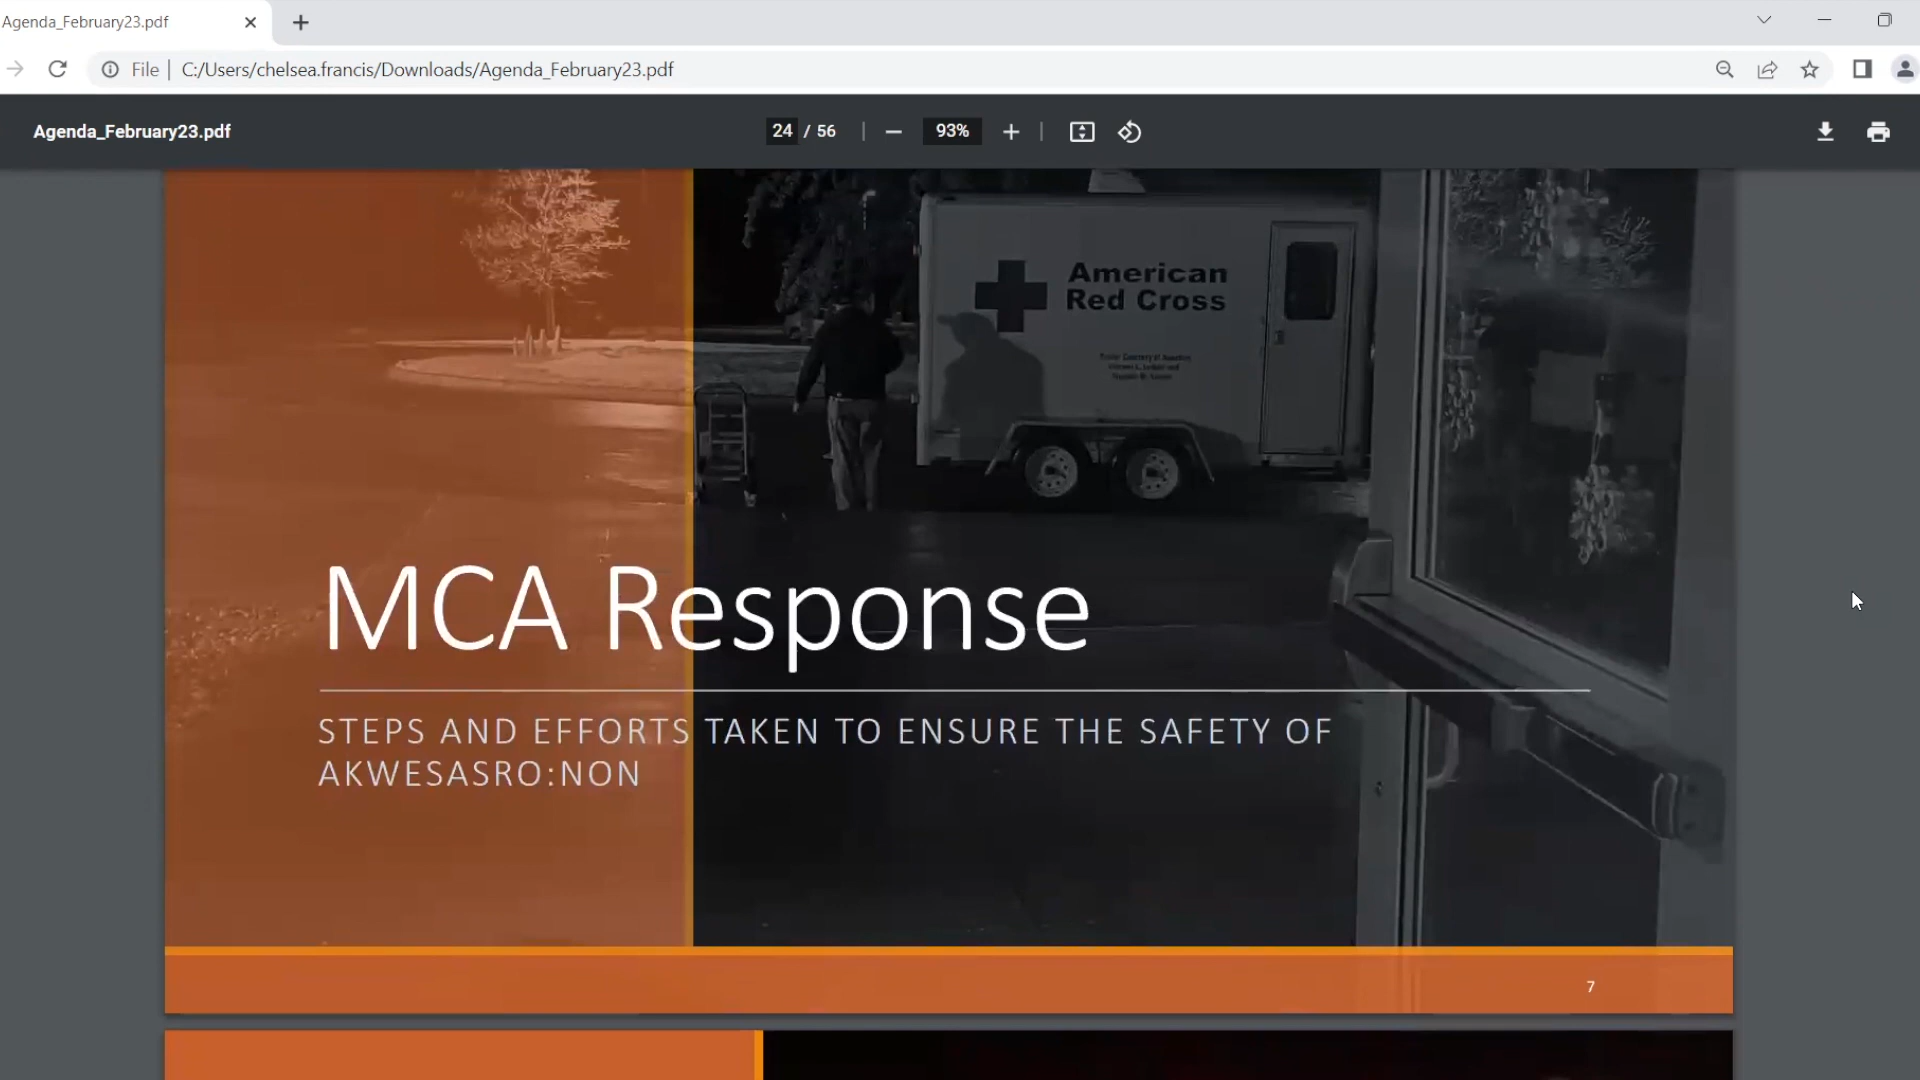 Agenda_February23.pdf
File | C:/Users/chelsea.francis/Downloads/Agenda_February23.pdf
Agenda_February23.pdf
24 / 56
93%
American
Red Cross
MCA Response
STEPS AND EFFORTS TAKEN TO ENSURE THE SAFETY OF
AKWESASRO:NON
7